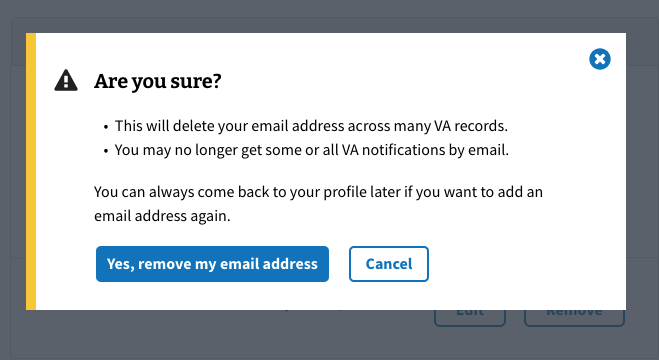 Are you sure?
• This will delete your email address across many VA records.
• You may no longer get some or all VA notifications by email.
You can always come back to your profile later if you want to add an
email address again.
Yes, remove my email address
Cancel
Edit
Remove